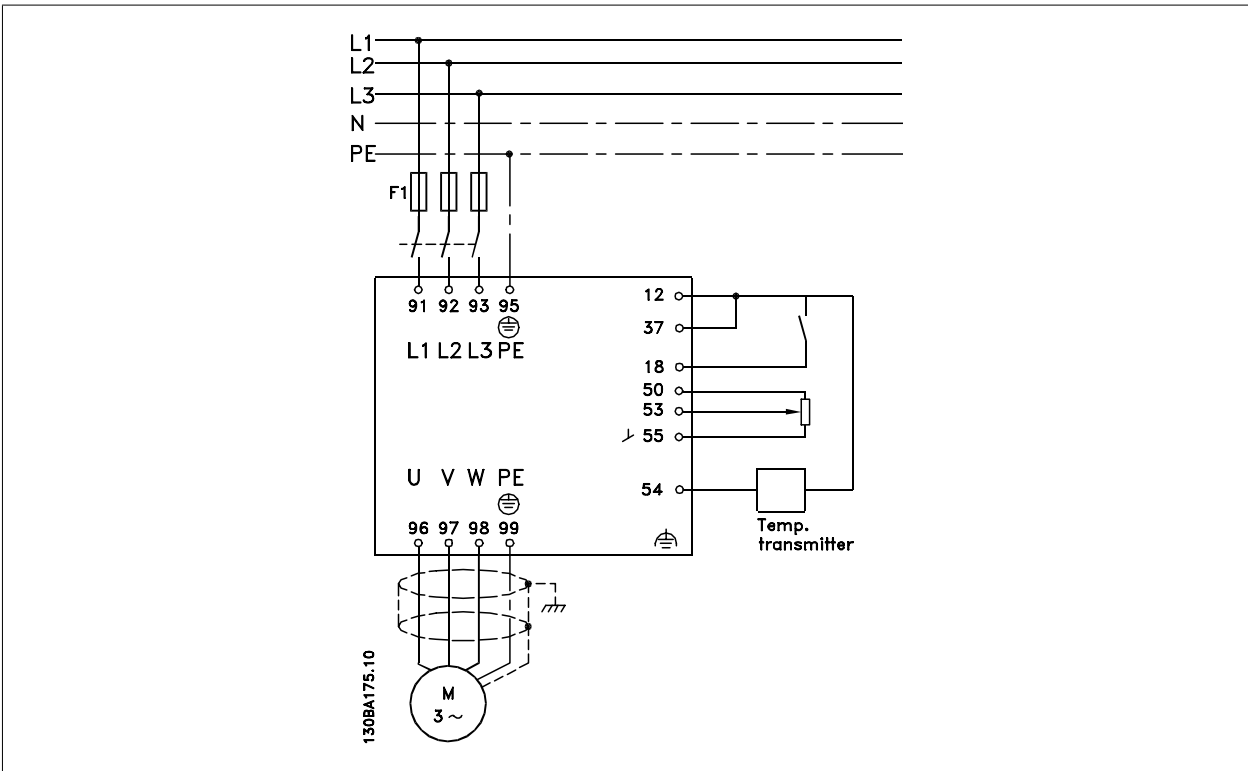 L1
L2
L3
N
PE
F1
91 92 93 95
L1 L2 L3 PE
12
37
18
50
53
55
54
U V W PE
96 97 98 99
Temp.
transmitter
M
3 ~
130BA175.10